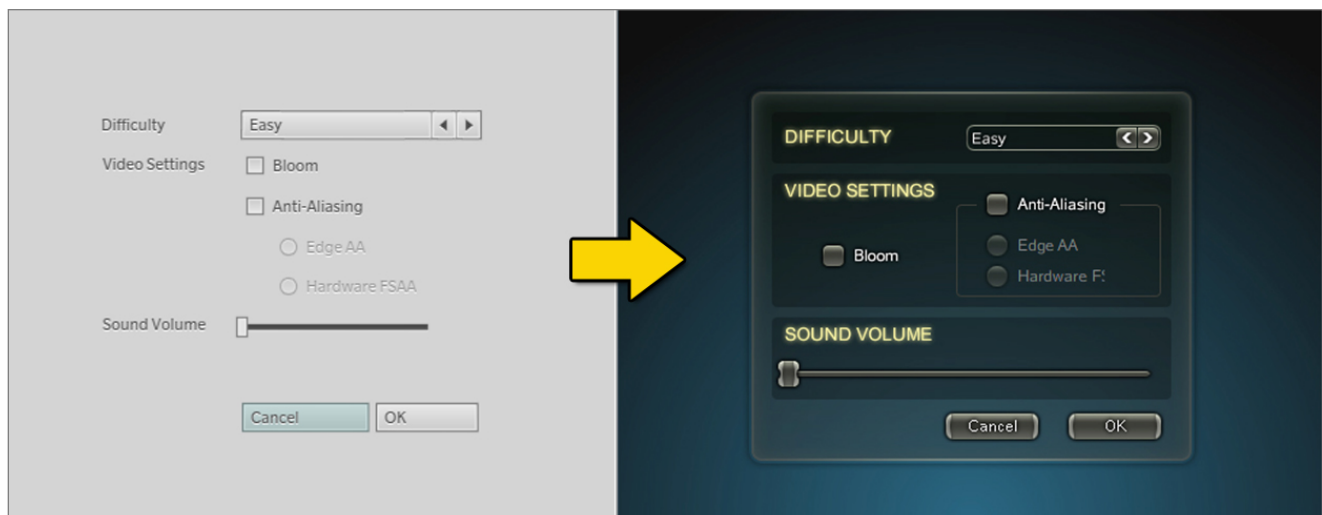 Difficulty Easy
Video Settings Bloom
Anti-Aliasing
Edge AA
Hardware FSAA
Sound Volume
Cancel OK
DIFFICULTY Easy
VIDEO SETTINGS
Anti-Aliasing
Bloom
Edge AA
Hardware F
SOUND VOLUME
Cancel OK